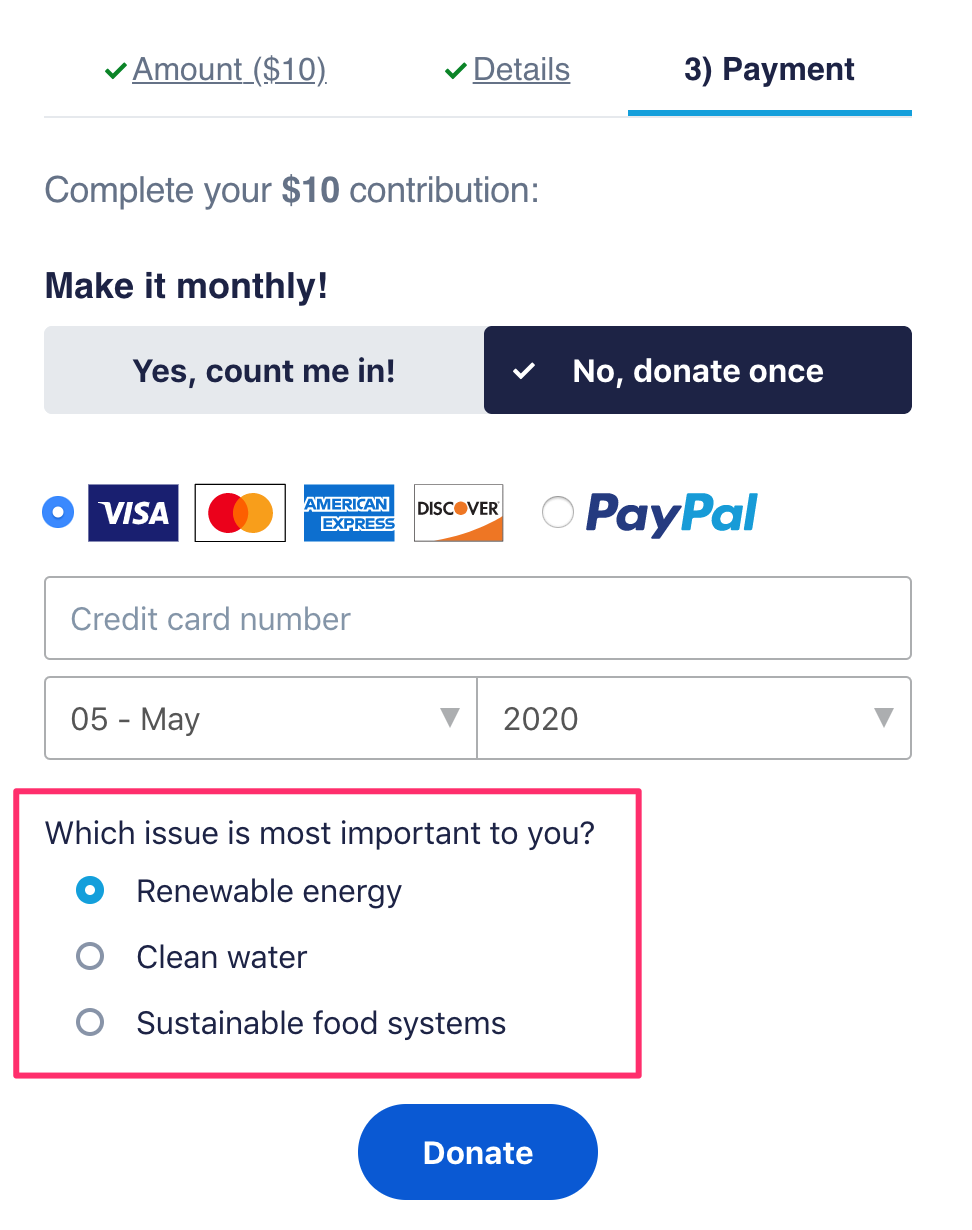 Amount ($10) Details 3) Payment
Complete your $10 contribution:
Make it monthly!
Yes, count me in! No, donate once
VISA AMERICAN EXPRESS DISCOVER PayPal
Credit card number
05 - May 2020
Which issue is most important to you?
Renewable energy
Clean water
Sustainable food systems
Donate